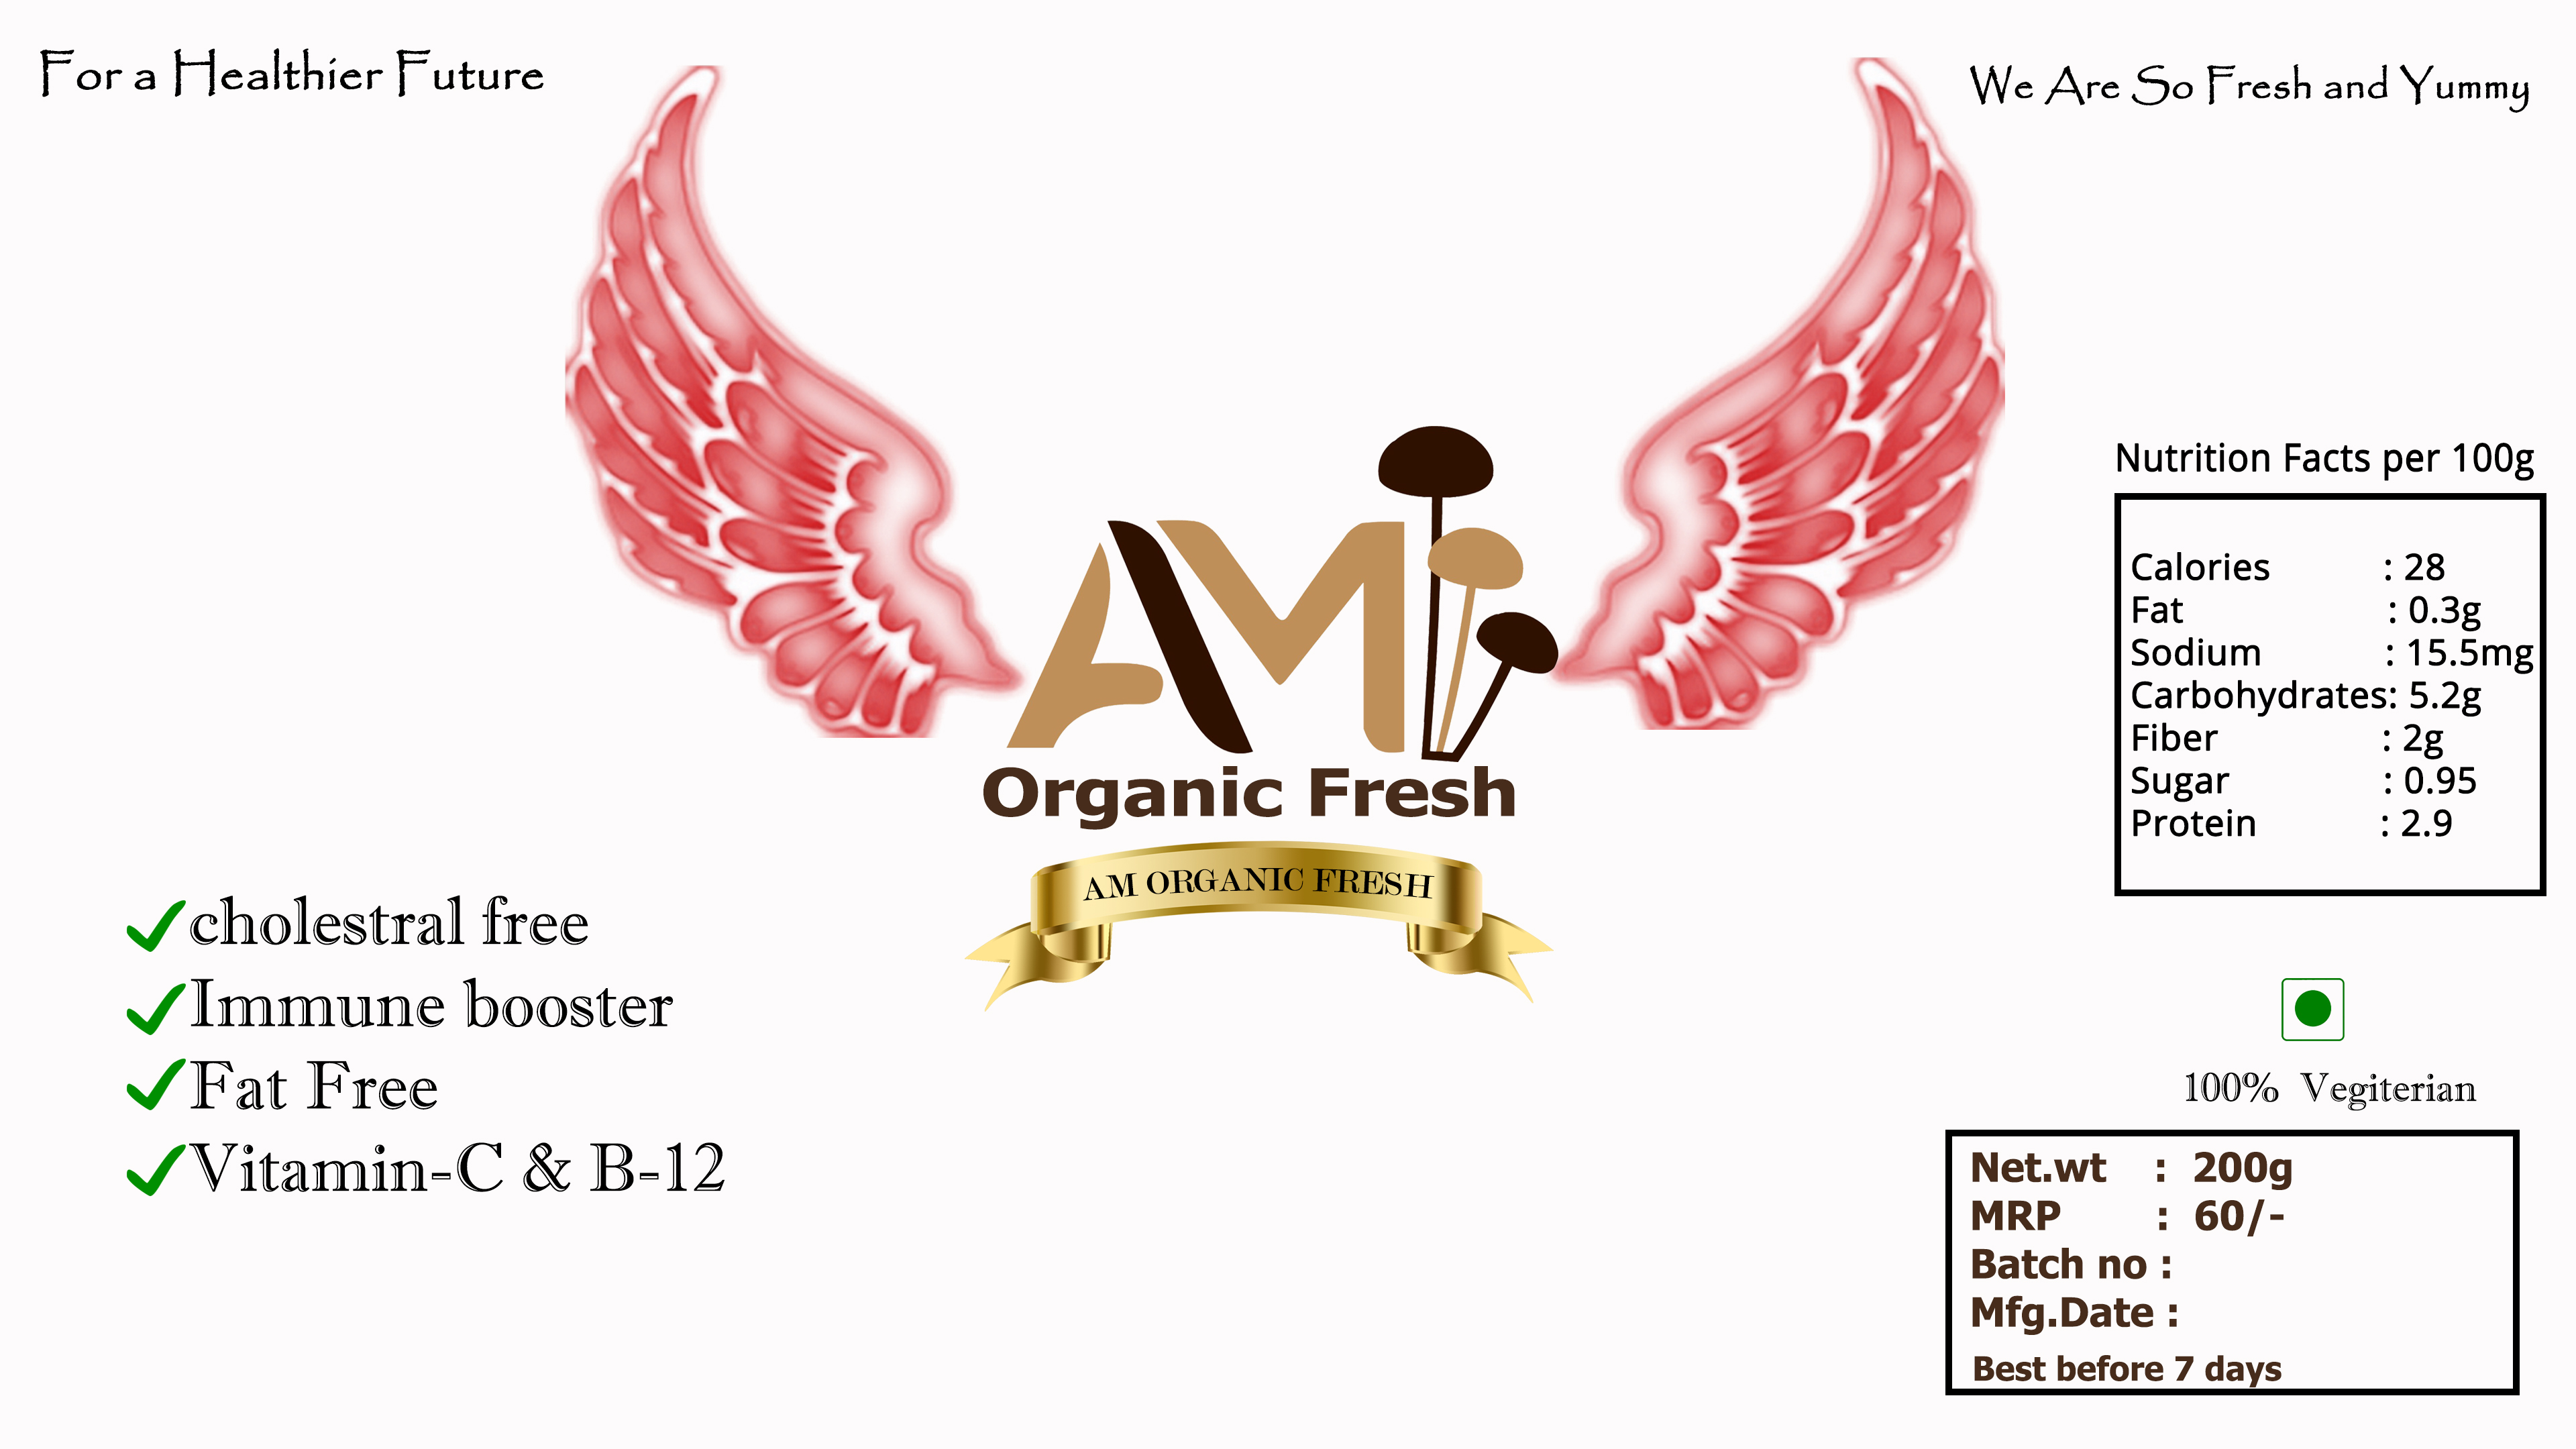 For a Healthier Future
We Are So Fresh and Yummy
AM
Organic Fresh
AM ORGANIC FRESH
cholestral free
Immune booster
Fat Free
Vitamin-C & B-12
Nutrition Facts per 100g
Calories : 28
Fat : 0.3g
Sodium : 15.5mg
Carbohydrates: 5.2g
Fiber : 2g
Sugar : 0.95
Protein : 2.9
100% Vegiterian
Net.wt : 200g
MRP : 60/-
Batch no :
Mfg.Date :
Best before 7 days